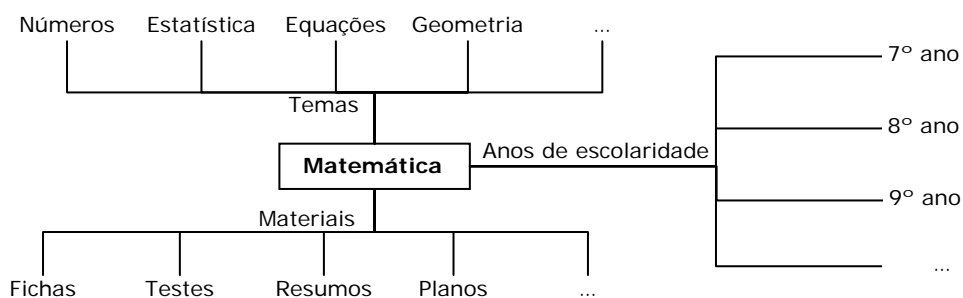 Números Estatística Equações Geometria ...
7º ano
Temas
8º ano
Matemática
Anos de escolaridade
9º ano
Materiais
...
Fichas Testes Resumos Planos ...